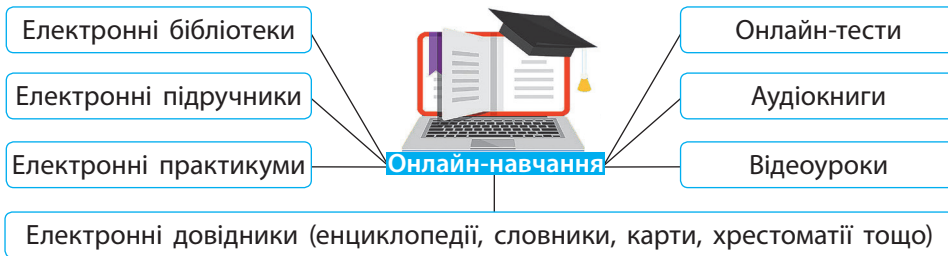 Електронні бібліотеки
Онлайн-тести
Електронні підручники
Аудіокниги
Електронні практикуми
Онлайн-навчання
Відеоуроки
Електронні довідники (енциклопедії, словники, карти, хрестоматії тощо)